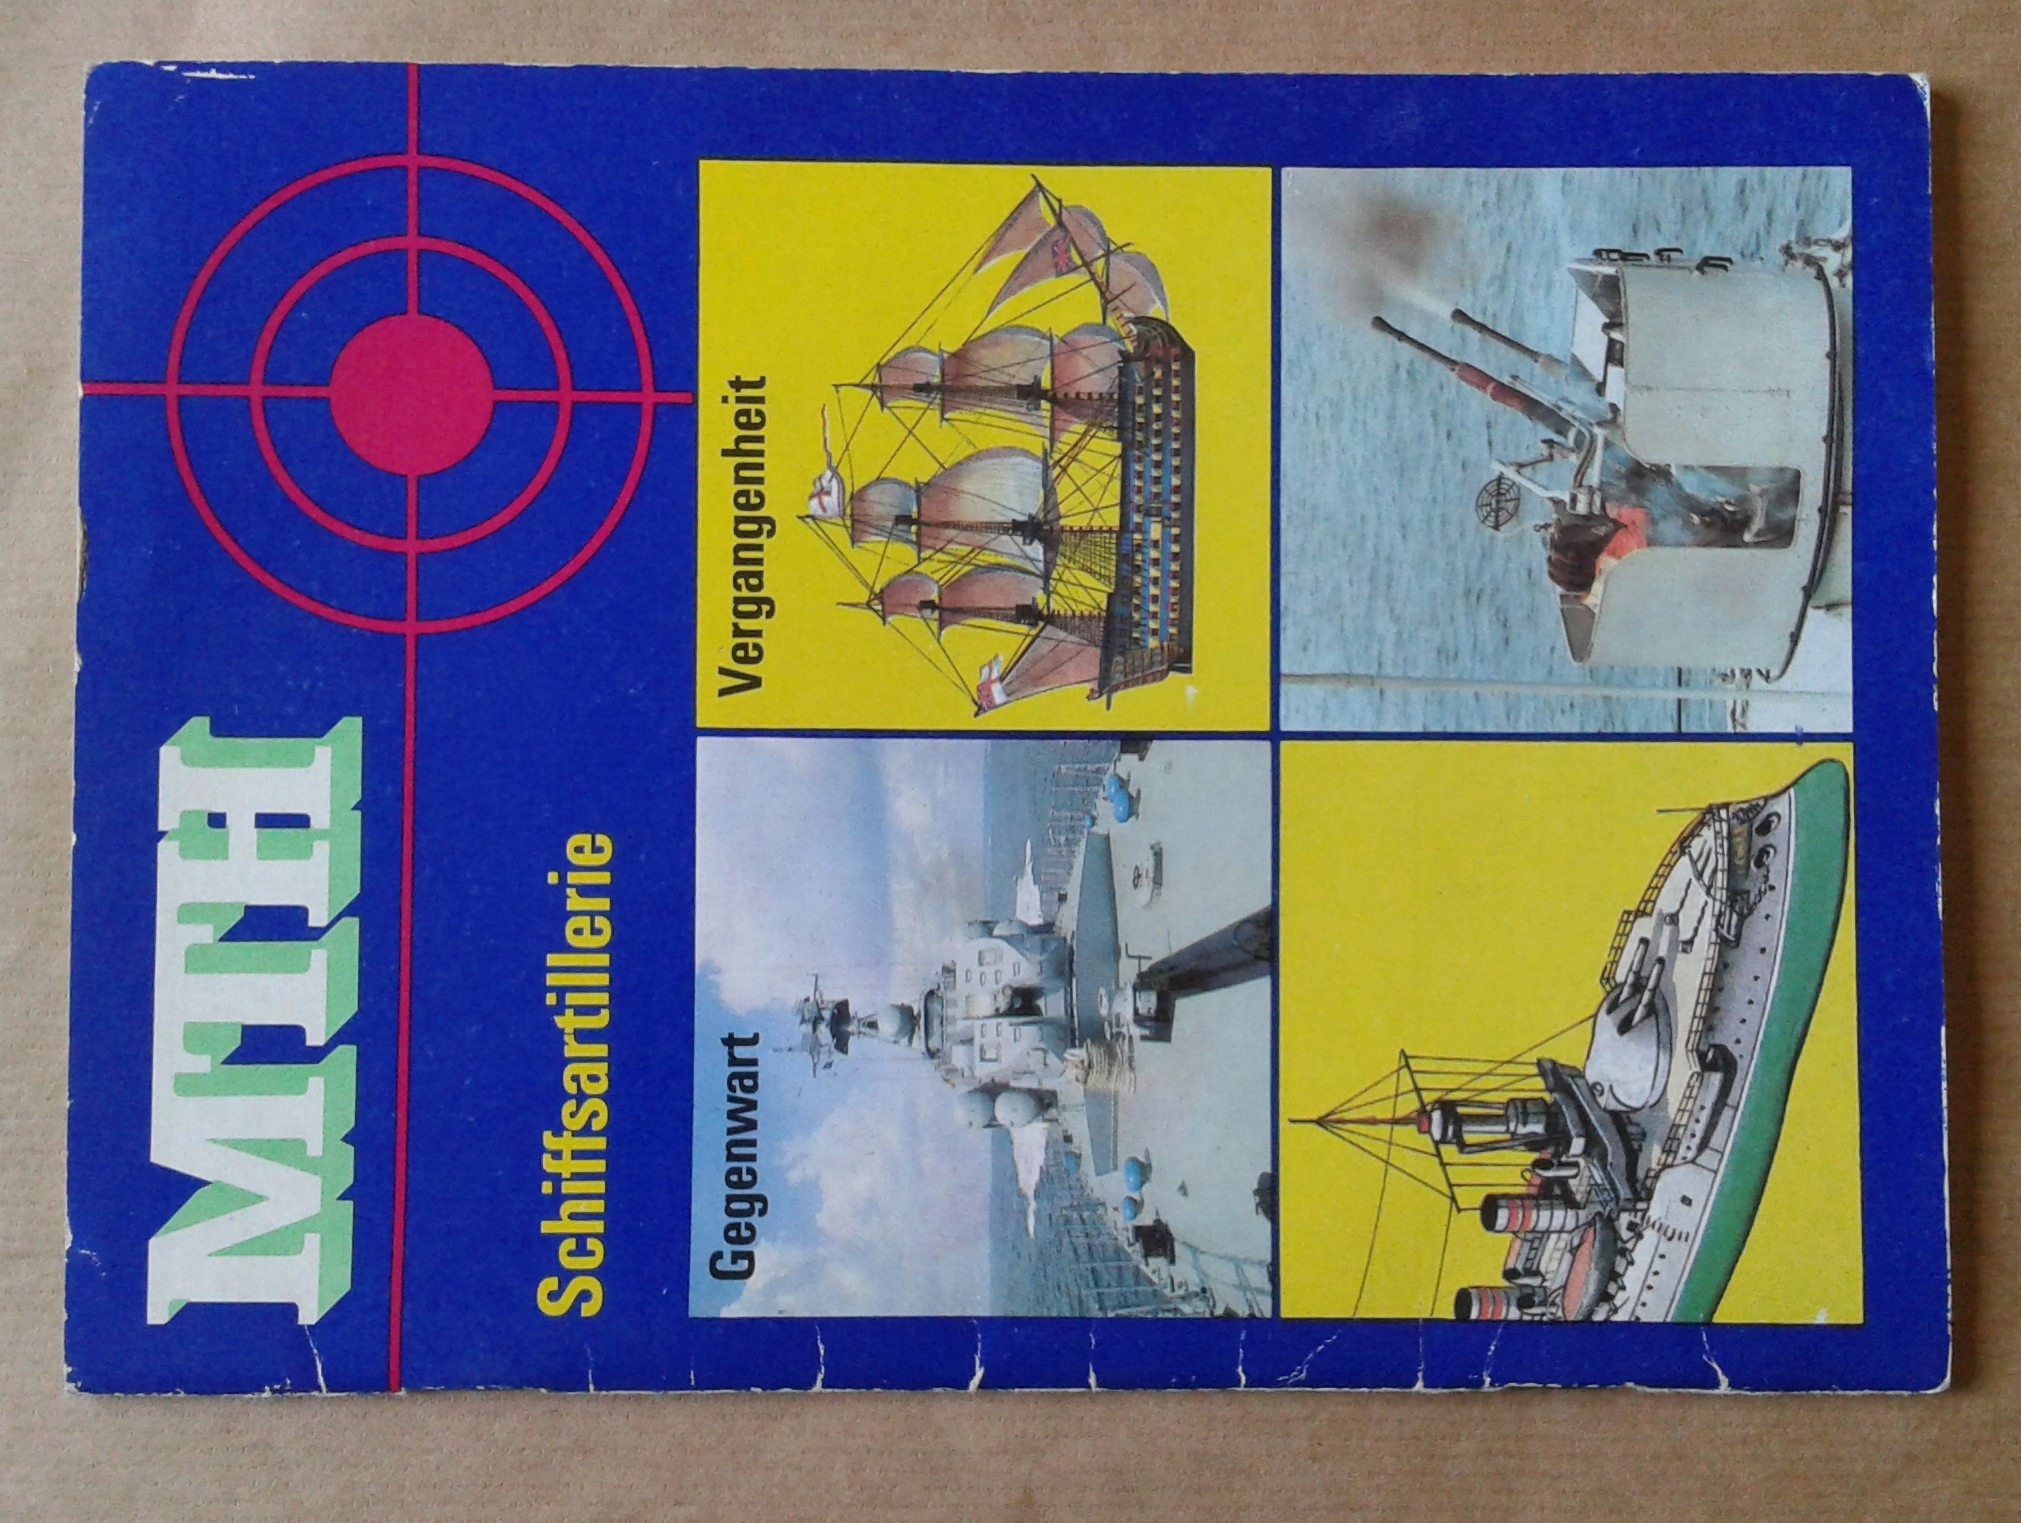 MTH
Schiffsartillerie
Gegenwart
Vergangenheit